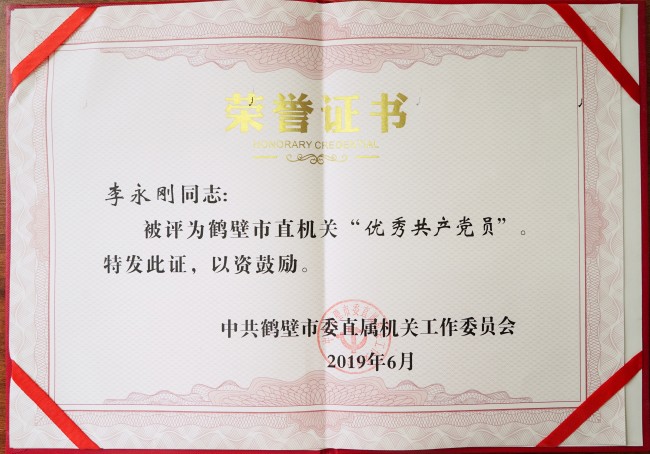 荣誉证书
HONORARY CREDENTIAL
李永刚同志:
被评为鹤壁市直机关“优秀共产党员”。
特发此证，以资鼓励。
中共鹤壁市委直属机关工作委员会
2019年6月